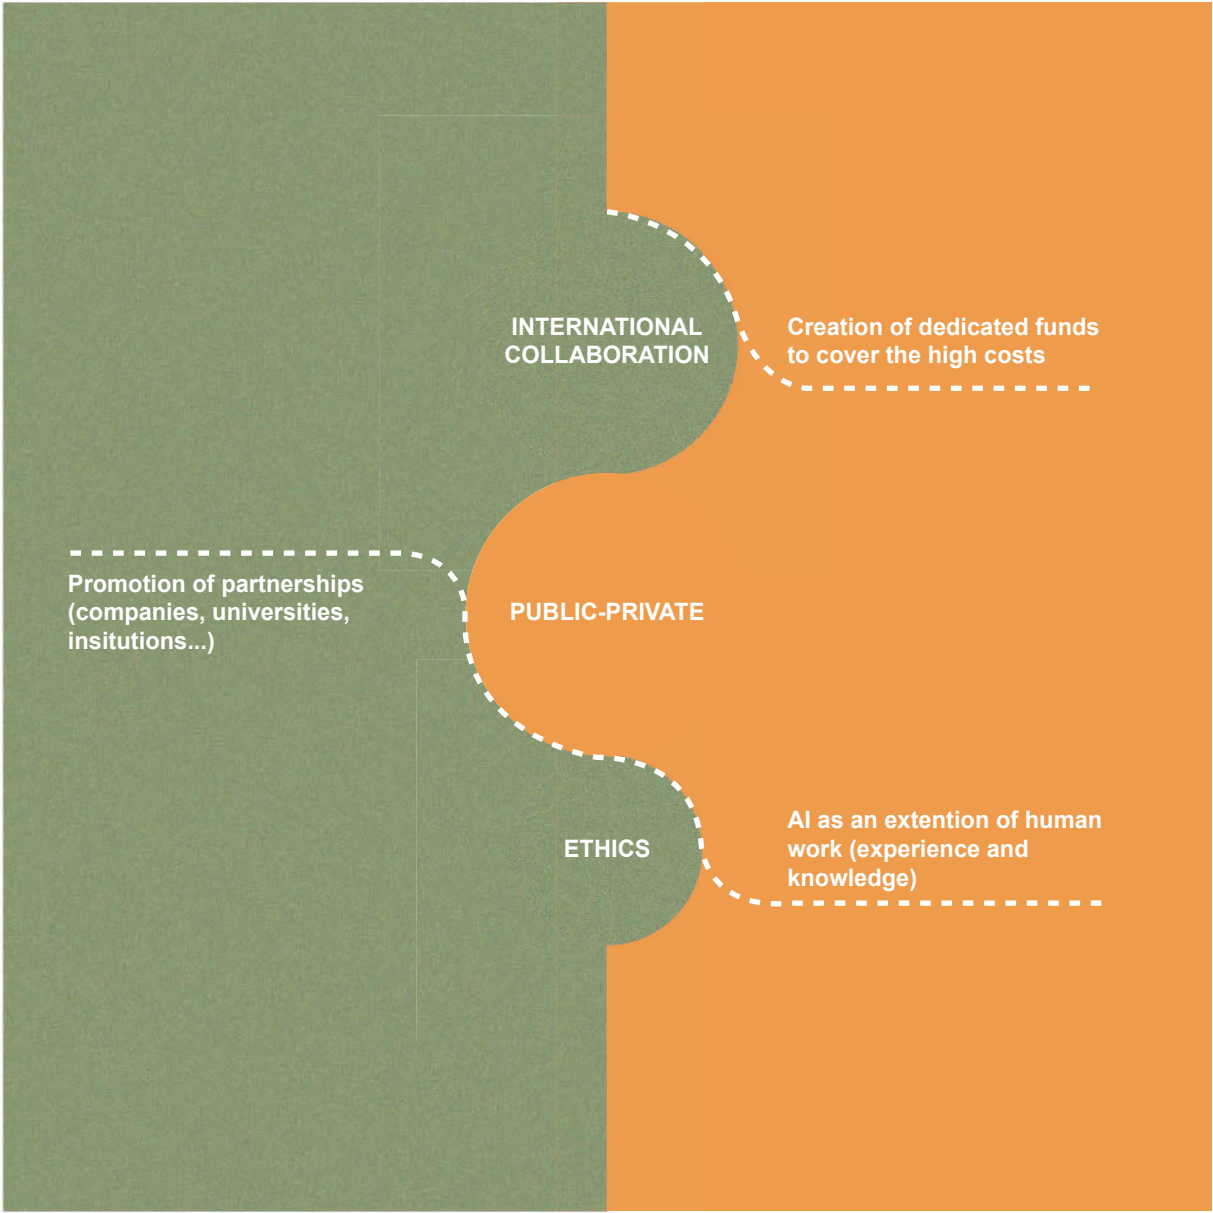 INTERNATIONAL
COLLABORATION
Creation of dedicated funds
to cover the high costs
Promotion of partnerships
(companies, universities,
insitutions...)
PUBLIC-PRIVATE
ETHICS
AI as an extention of human
work (experience and
knowledge)